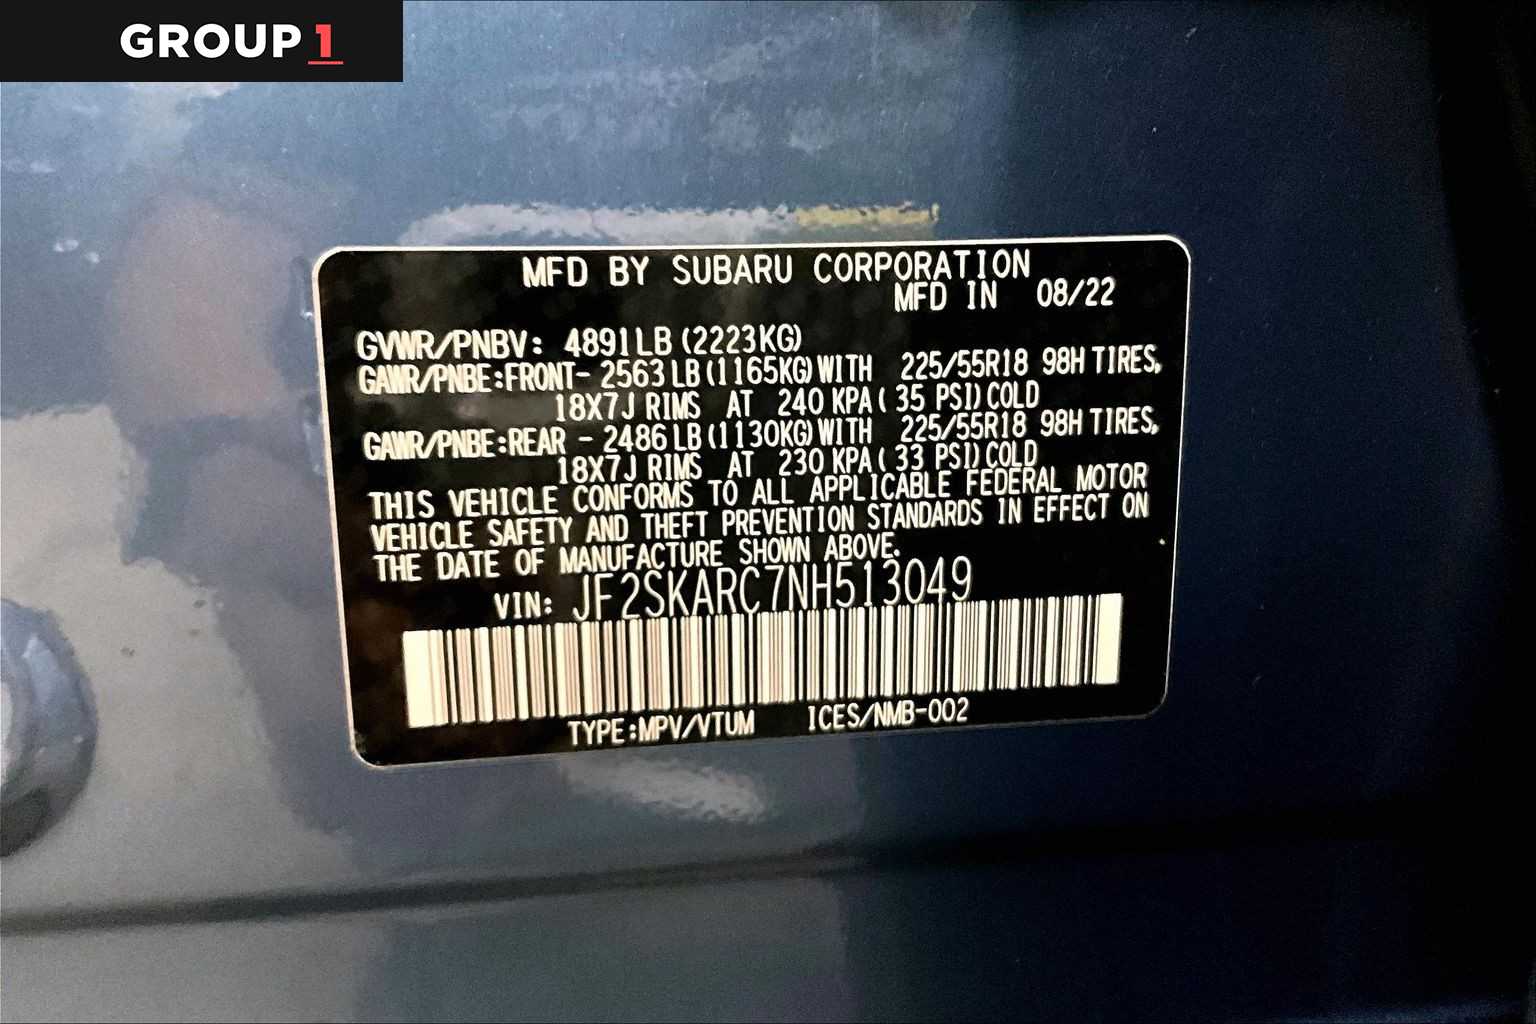 GROUP 1
MFD BY SUBARU CORPORATION
MFD IN 08/22
GVWR/PNBV: 4891LB (2223KG)
GAWR/PNBE:FRONT- 2563 LB (1165KG) WITH 225/55R18 98H TIRES,
18X7J RIMS AT 240 KPA ( 35 PSI) COLD
GAWR/PNBE:REAR - 2486 LB (1130KG) WITH 225/55R18 98H TIRES,
18X7J RIMS AT 230 KPA ( 33 PSI) COLD
THIS VEHICLE CONFORMS TO ALL APPLICABLE FEDERAL MOTOR
VEHICLE SAFETY AND THEFT PREVENTION STANDARDS IN EFFECT ON
THE DATE OF MANUFACTURE SHOWN ABOVE.
VIN: JF2SKARC7NH513049
TYPE:MPV/VTUM ICES/NMB-002